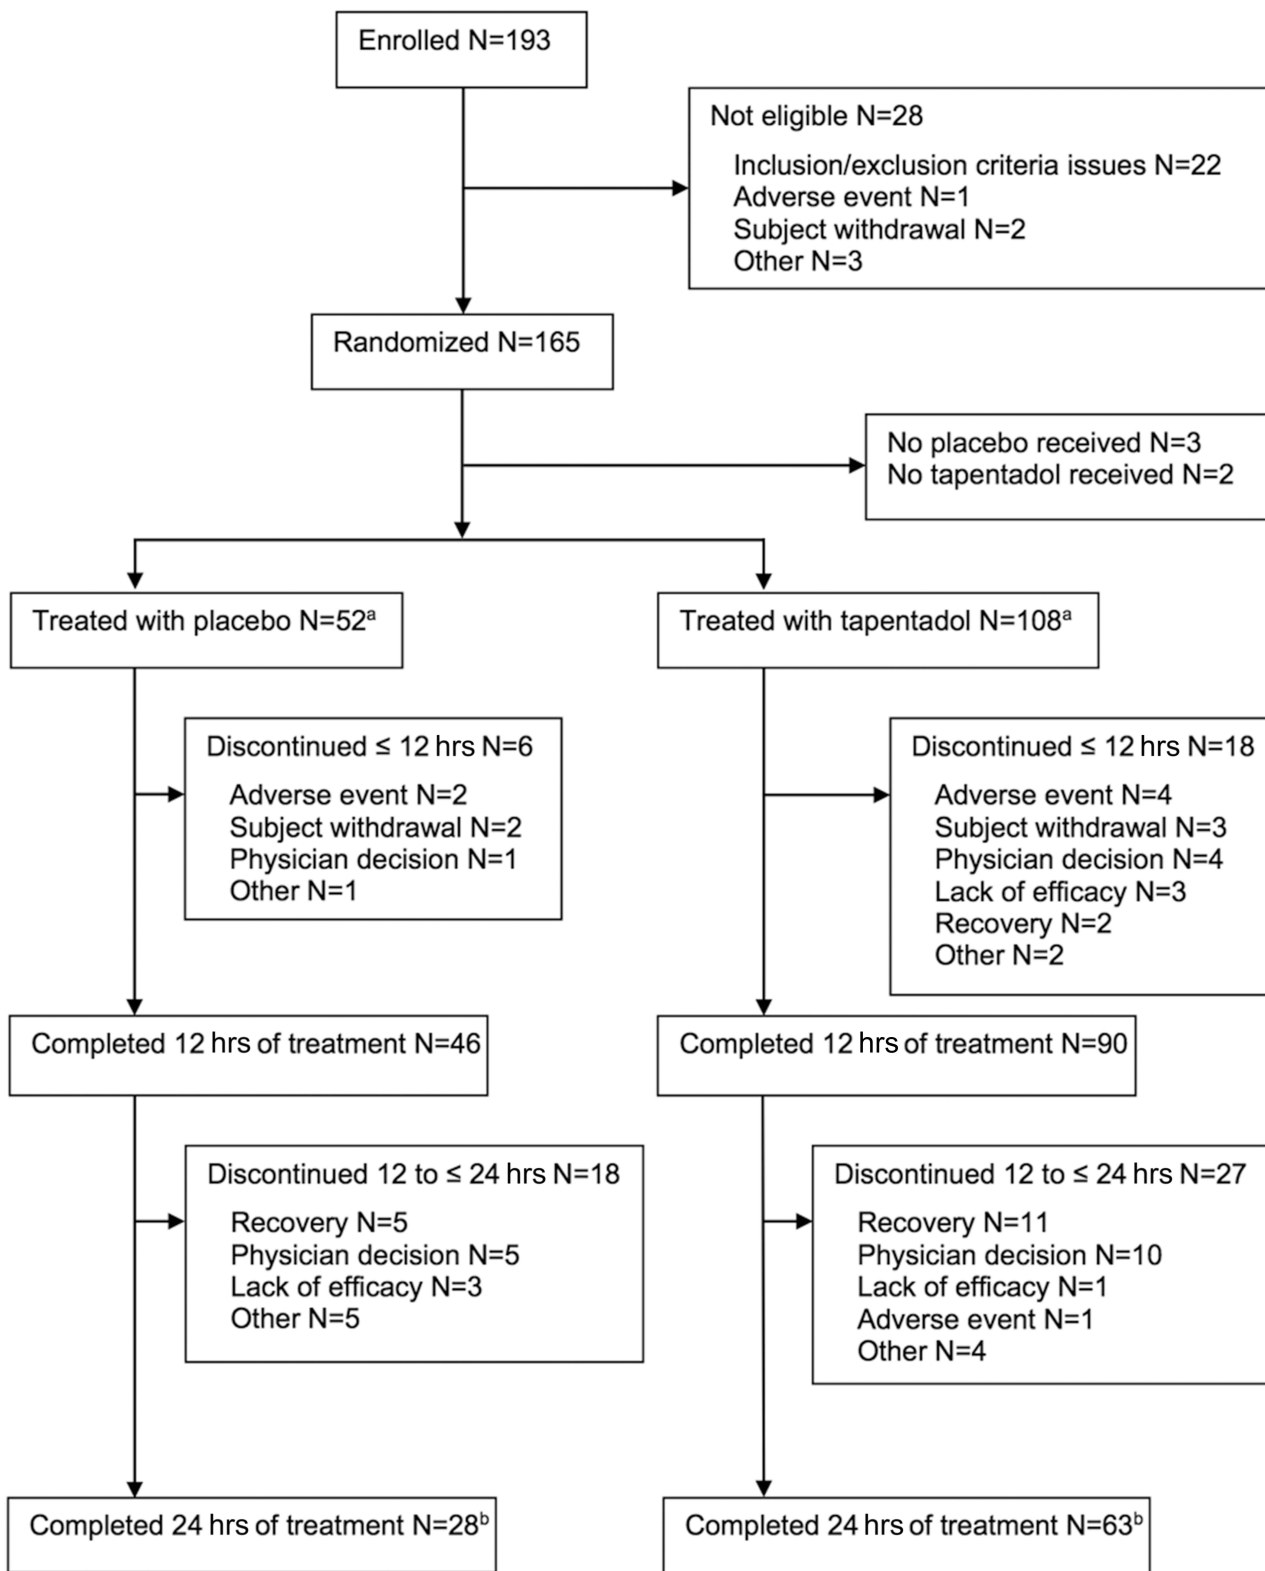 Enrolled N=193
Not eligible N=28
Inclusion/exclusion criteria issues N=22
Adverse event N=1
Subject withdrawal N=2
Other N=3
Randomized N=165
No placebo received N=3
No tapentadol received N=2
Treated with placebo N=52ᵃ
Treated with tapentadol N=108ᵃ
Discontinued ≤ 12 hrs N=6
Adverse event N=2
Subject withdrawal N=2
Physician decision N=1
Other N=1
Discontinued ≤ 12 hrs N=18
Adverse event N=4
Subject withdrawal N=3
Physician decision N=4
Lack of efficacy N=3
Recovery N=2
Other N=2
Completed 12 hrs of treatment N=46
Completed 12 hrs of treatment N=90
Discontinued 12 to ≤ 24 hrs N=18
Recovery N=5
Physician decision N=5
Lack of efficacy N=3
Other N=5
Discontinued 12 to ≤ 24 hrs N=27
Recovery N=11
Physician decision N=10
Lack of efficacy N=1
Adverse event N=1
Other N=4
Completed 24 hrs of treatment N=28ᵇ
Completed 24 hrs of treatment N=63ᵇ